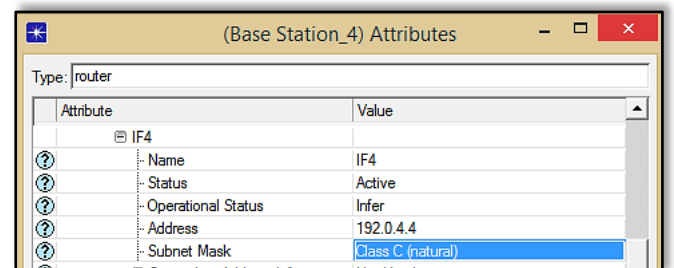 (Base Station_4) Attributes
Type: router
Attribute Value
IF4
Name IF4
Status Active
Operational Status Infer
Address 192.0.4.4
Subnet Mask Class C (natural)